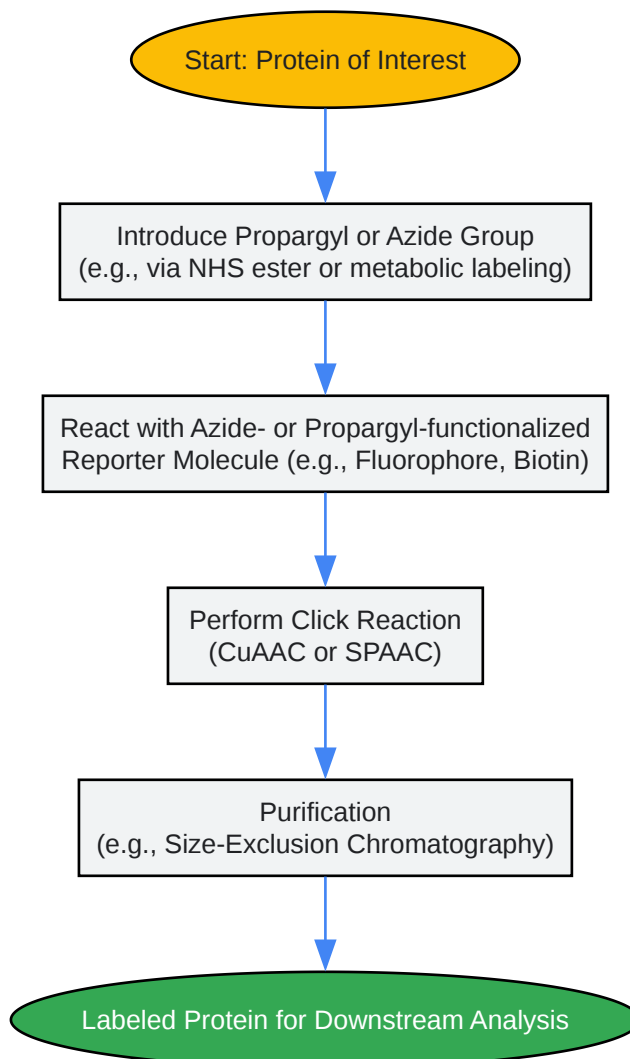 Start: Protein of Interest
Introduce Propargyl or Azide Group
(e.g., via NHS ester or metabolic labeling)
React with Azide- or Propargyl-functionalized
Reporter Molecule (e.g., Fluorophore, Biotin)
Perform Click Reaction
(CuAAC or SPAAC)
Purification
(e.g., Size-Exclusion Chromatography)
Labeled Protein for Downstream Analysis